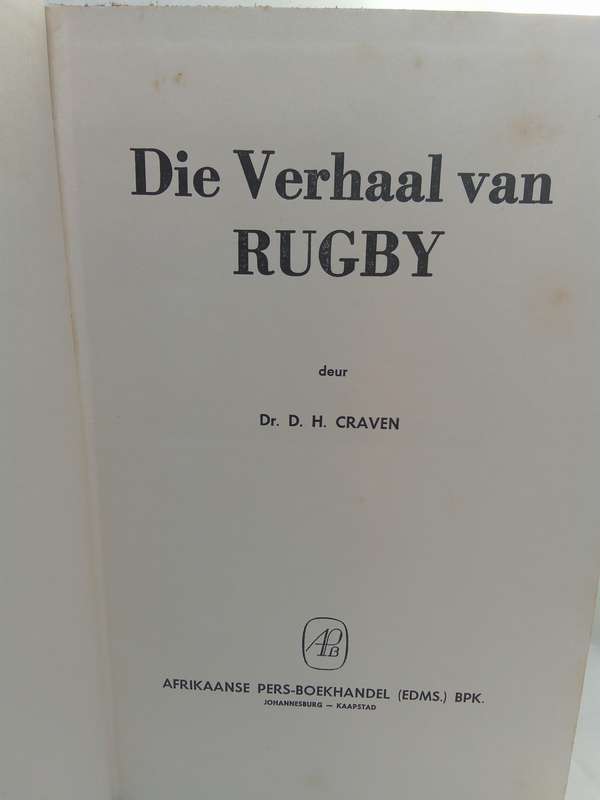 Die Verhaal van
RUGBY
deur
Dr. D. H. CRAVEN
APB
AFRIKAANSE PERS-BOEKHANDEL (EDMS.) BPK.
JOHANNESBURG — KAAPSTAD